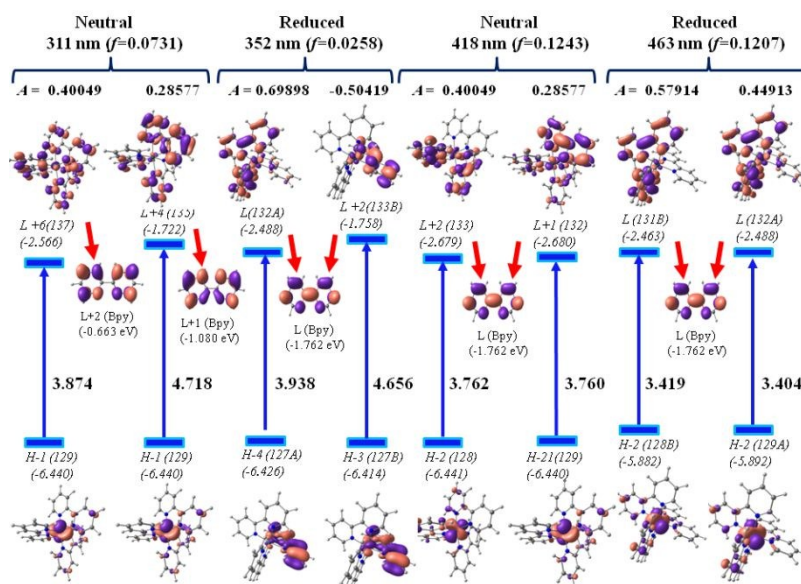 Neutral Reduced Neutral Reduced
311 nm (f=0.0731) 352 nm (f=0.0258) 418 nm (f=0.1243) 463 nm (f=0.1207)
A = 0.40049 0.28577 A = 0.69898 -0.50419 A = 0.40049 0.28577 A = 0.57914 0.44913
L +6(137) L+4 (135) L(132A) L +2(133B) L+2 (133) L+1 (132) L (131B) L (132A)
(-2.566) (-1.722) (-2.488) (-1.758) (-2.679) (-2.680) (-2.463) (-2.488)
L+2 (Bpy) L+1 (Bpy) L (Bpy) L (Bpy) L (Bpy)
(-0.663 eV) (-1.080 eV) (-1.762 eV) (-1.762 eV) (-1.762 eV)
3.874 4.718 3.938 4.656 3.762 3.760 3.419 3.404
H-1 (129) H-1 (129) H-4 (127A) H-3 (127B) H-2 (128) H-21(129) H-2 (128B) H-2 (129A)
(-6.440) (-6.440) (-6.426) (-6.414) (-6.441) (-6.440) (-5.882) (-5.892)